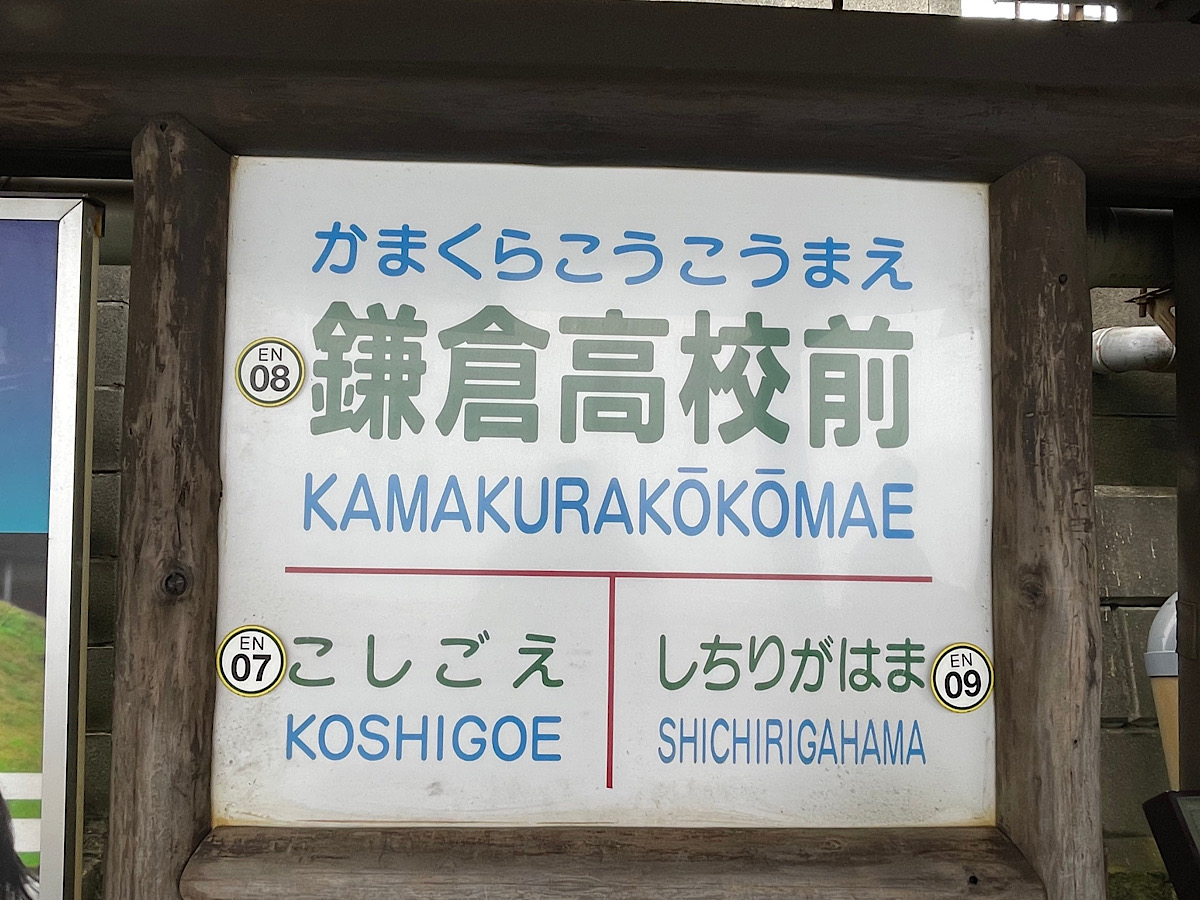 かまくらこうこうまえ
EN
08
鎌倉高校前
KAMAKURAKŌKŌMAE
EN
07
こしごえ
KOSHIGOE
しちりがはま
EN
09
SHICHIRIGAHAMA